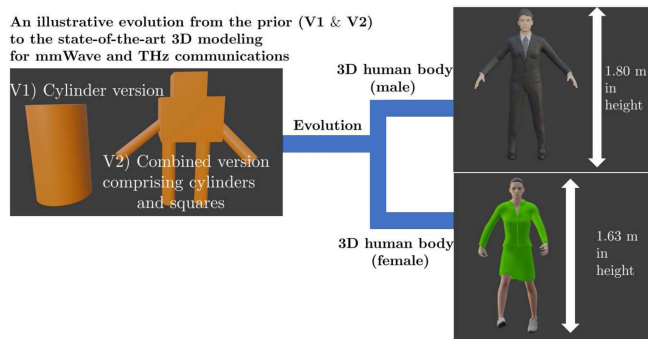 An illustrative evolution from the prior (V1 & V2)
to the state-of-the-art 3D modeling
for mmWave and THz communications
V1) Cylinder version
V2) Combined version
comprising cylinders
and squares
Evolution
3D human body
(male)
1.80 m
in
height
3D human body
(female)
1.63 m
in
height